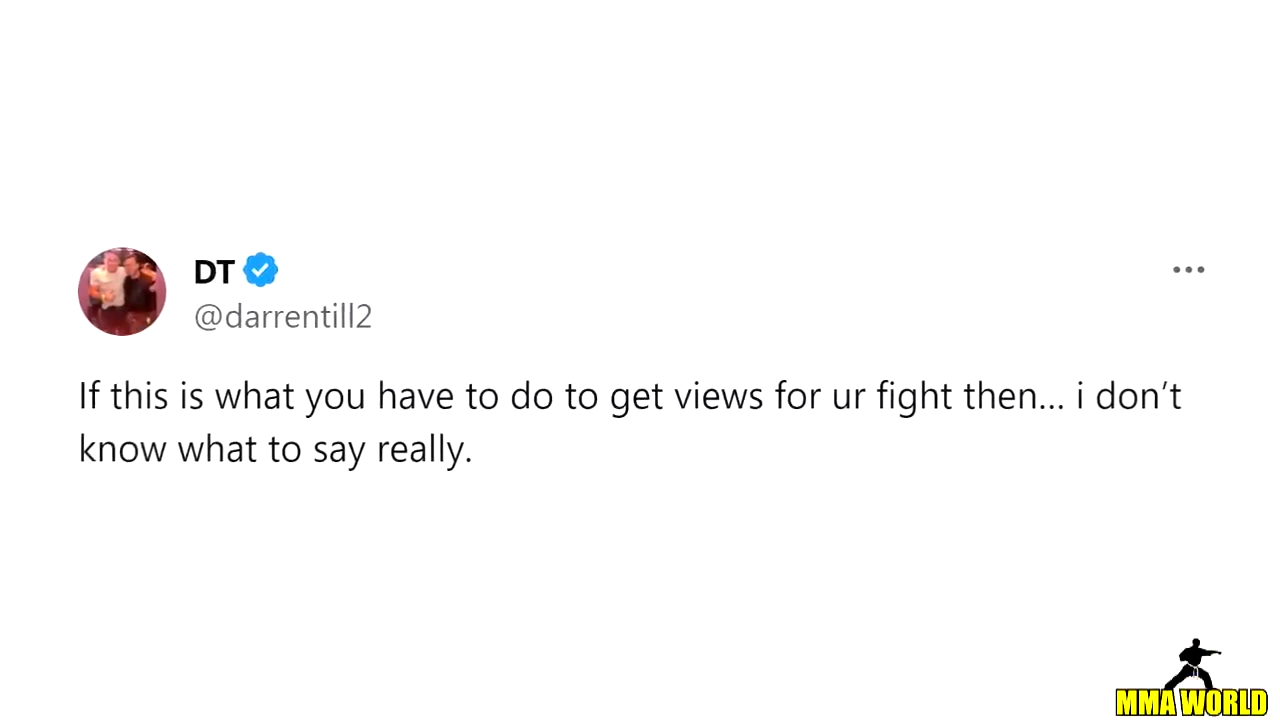 DT
@darrentill2
If this is what you have to do to get views for ur fight then... i don’t
know what to say really.
MMA WORLD